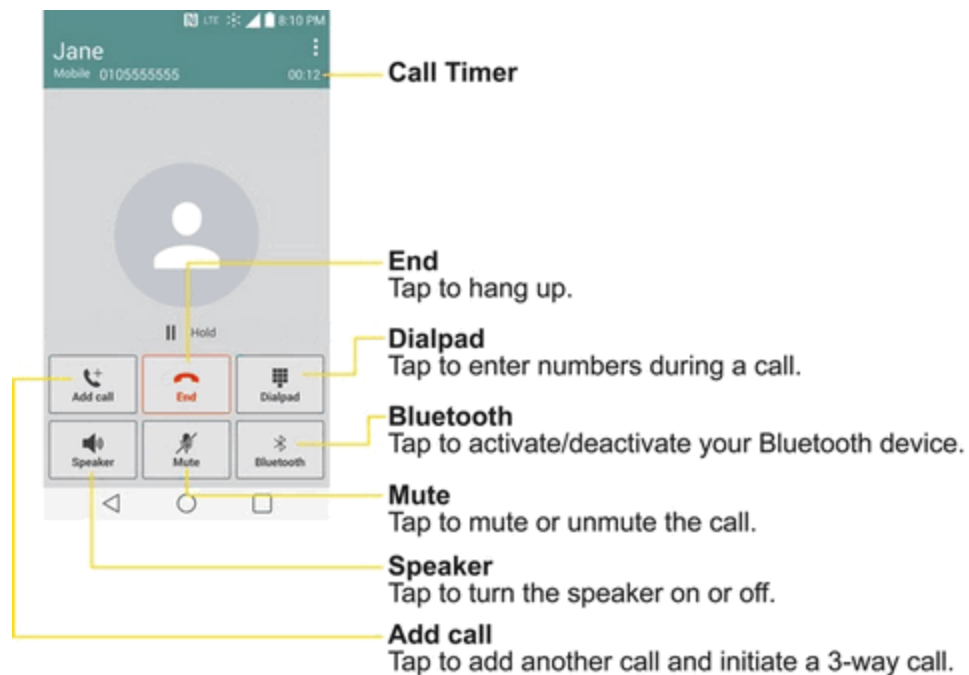 LTE 8:10 PM
Jane
Mobile 0105555555 00:12
Call Timer
End
Tap to hang up.
Hold
Dialpad
Tap to enter numbers during a call.
Add call End Dialpad
Bluetooth
Tap to activate/deactivate your Bluetooth device.
Speaker Mute Bluetooth
Mute
Tap to mute or unmute the call.
Speaker
Tap to turn the speaker on or off.
Add call
Tap to add another call and initiate a 3-way call.